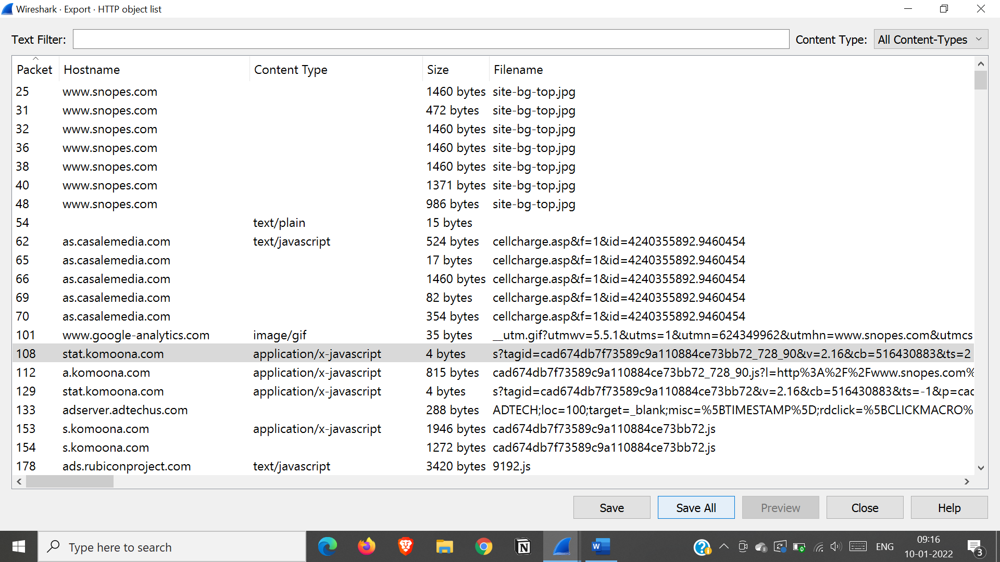 Wireshark · Export · HTTP object list
Text Filter: Content Type: All Content-Types
Packet Hostname Content Type Size Filename
25 www.snopes.com 1460 bytes site-bg-top.jpg
31 www.snopes.com 472 bytes site-bg-top.jpg
32 www.snopes.com 1460 bytes site-bg-top.jpg
36 www.snopes.com 1460 bytes site-bg-top.jpg
38 www.snopes.com 1460 bytes site-bg-top.jpg
40 www.snopes.com 1371 bytes site-bg-top.jpg
48 www.snopes.com 986 bytes site-bg-top.jpg
54 text/plain 15 bytes
62 as.casalemedia.com text/javascript 524 bytes cellcharge.asp&f=1&id=4240355892.9460454
65 as.casalemedia.com 17 bytes cellcharge.asp&f=1&id=4240355892.9460454
66 as.casalemedia.com 1460 bytes cellcharge.asp&f=1&id=4240355892.9460454
69 as.casalemedia.com 82 bytes cellcharge.asp&f=1&id=4240355892.9460454
70 as.casalemedia.com 354 bytes cellcharge.asp&f=1&id=4240355892.9460454
101 www.google-analytics.com image/gif 35 bytes __utm.gif?utmwv=5.5.1&utms=1&utmn=624349962&utmhn=www.snopes.com&utmcs
108 stat.komoona.com application/x-javascript 4 bytes s?tagid=cad674db7f73589c9a110884ce73bb72_728_90&v=2.16&cb=516430883&ts=2
112 a.komoona.com application/x-javascript 815 bytes cad674db7f73589c9a110884ce73bb72_728_90.js?l=http%3A%2F%2Fwww.snopes.com%
129 stat.komoona.com application/x-javascript 4 bytes s?tagid=cad674db7f73589c9a110884ce73bb72&v=2.16&cb=516430883&ts=-1&p=cad
133 adserver.adtechus.com 288 bytes ADTECH;loc=100;target=_blank;misc=%5BTIMESTAMP%5D;rdclick=%5BCLICKMACRO%
153 s.komoona.com application/x-javascript 1946 bytes cad674db7f73589c9a110884ce73bb72.js
154 s.komoona.com 1272 bytes cad674db7f73589c9a110884ce73bb72.js
178 ads.rubiconproject.com text/javascript 3420 bytes 9192.js
Save Save All Preview Close Help
Type here to search
ENG
09:16
10-01-2022
3